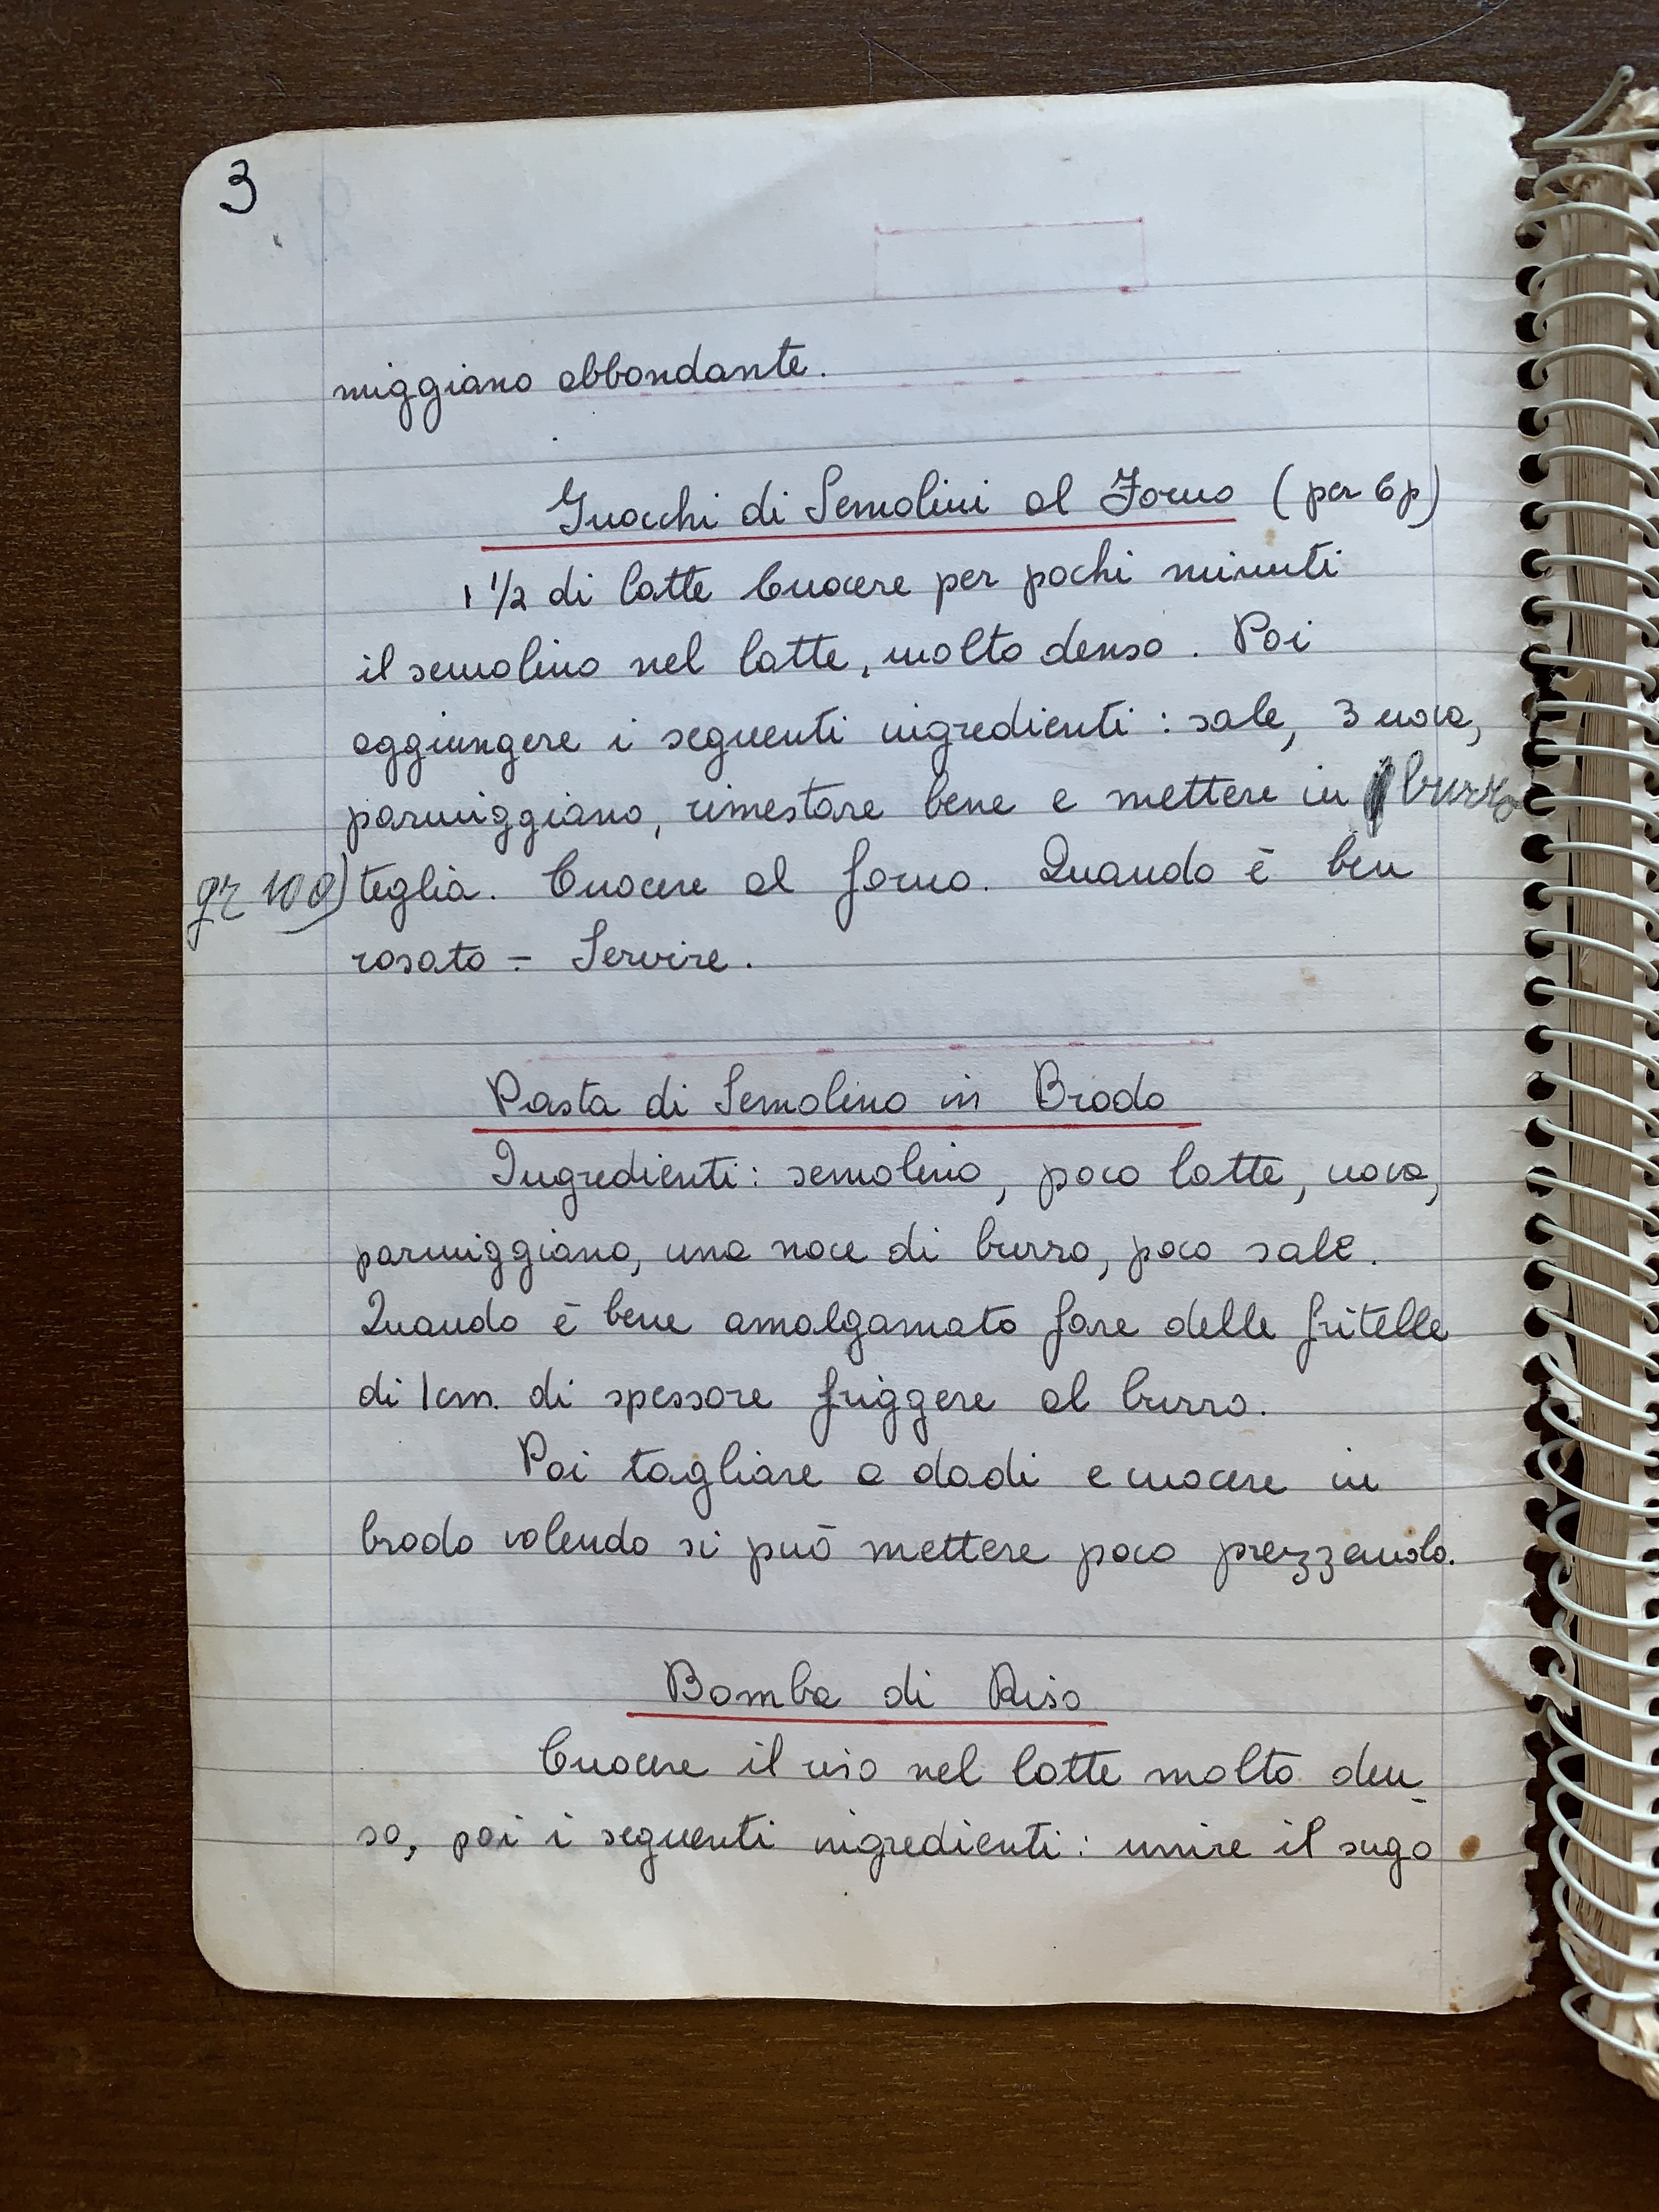 3
miggiano abbondante.
Gnocchi di Semolini al Forno (per 6p)
1 1/2 di latte Cuocere per pochi minuti
il semolino nel latte, molto denso. Poi
aggiungere i seguenti ingredienti: sale, 3 uova,
parmiggiano, rimestare bene e mettere in burro
gr 100) teglia. Cuocere al forno. Quando è ben
rosato = Servire.
Pasta di Semolino in Brodo
Ingredienti: semolino, poco latte, uova,
parmiggiano, una noce di burro, poco sale.
Quando è bene amalgamato fare delle fritelle
di 1cm. di spessore friggere al burro.
Poi tagliare a dadi e cuocere in
brodo volendo si può mettere poco prezzemolo.
Bomba di Riso
Cuocere il riso nel latte molto den_
so, poi i seguenti ingredienti: unire il sugo